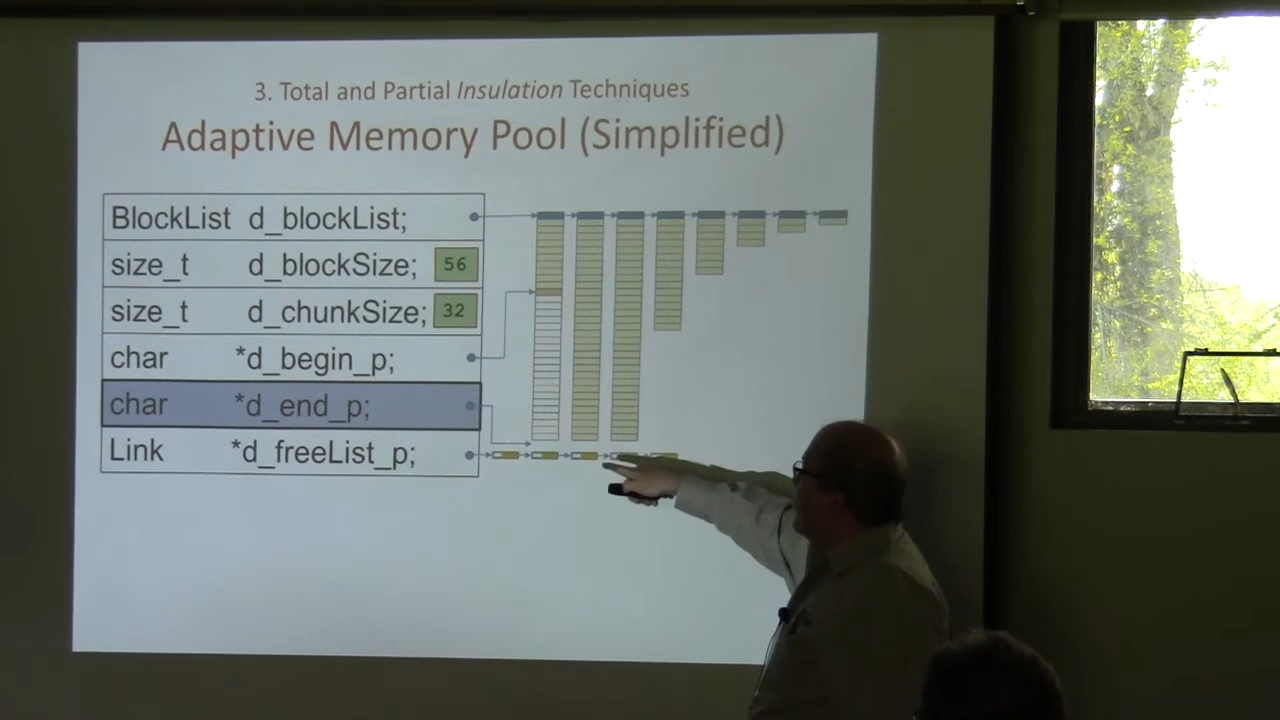 3. Total and Partial Insulation Techniques
Adaptive Memory Pool (Simplified)
BlockList d_blockList;
size_t d_blockSize; 56
size_t d_chunkSize; 32
char *d_begin_p;
char *d_end_p;
Link *d_freeList_p;